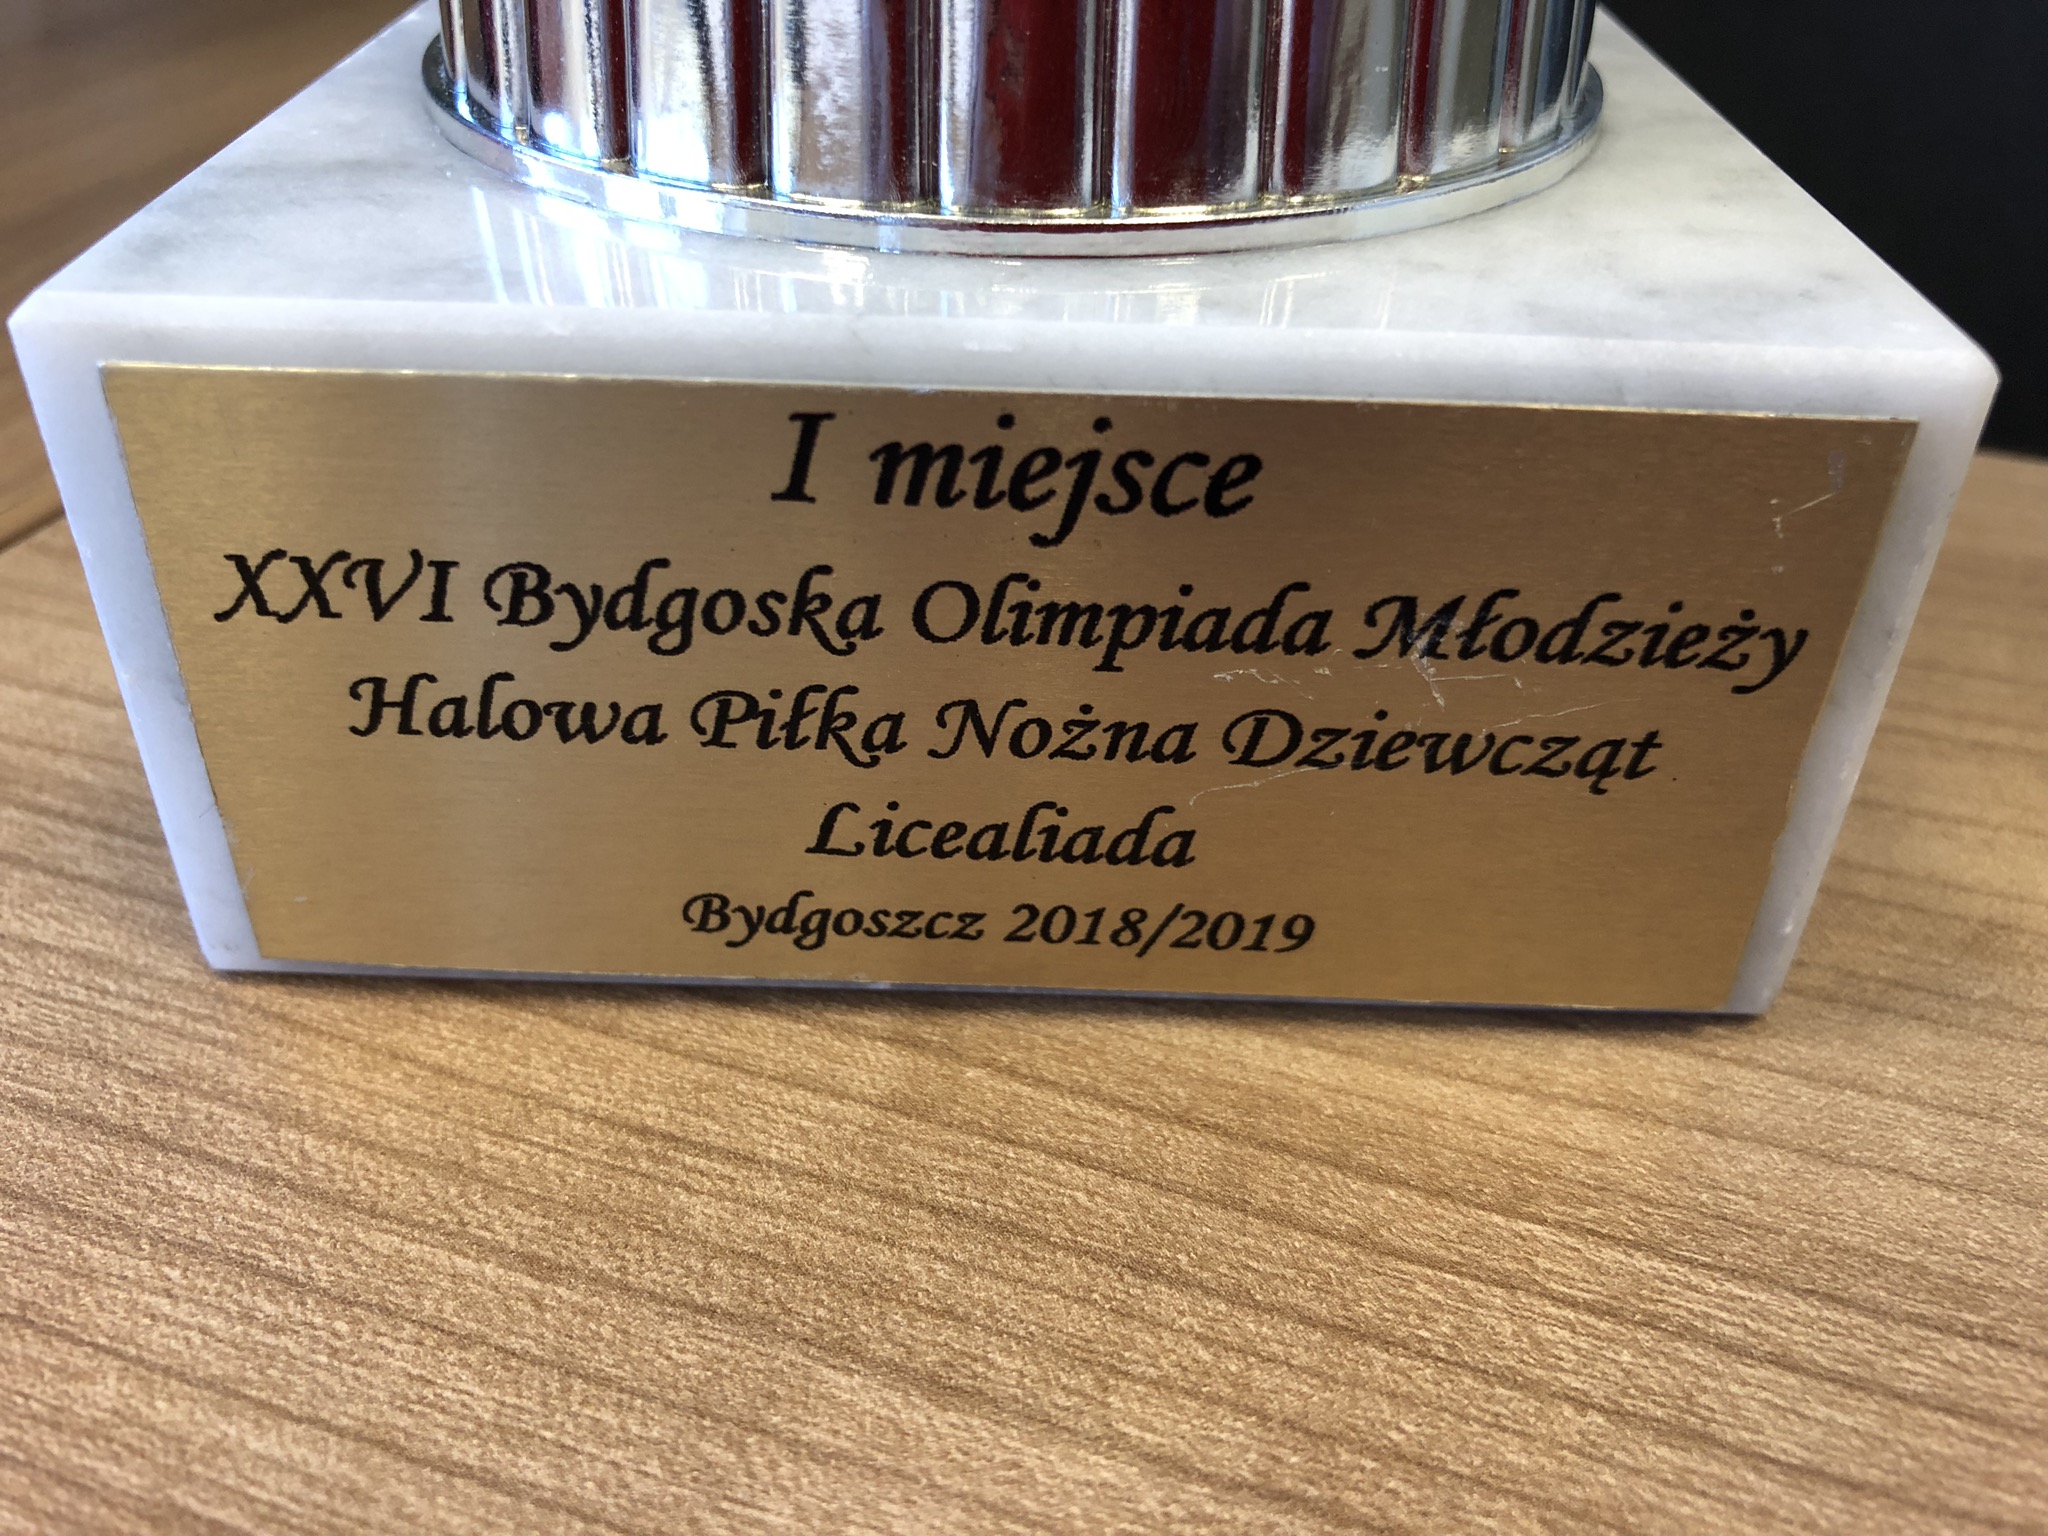 I miejsce
XXVI Bydgoska Olimpiada Młodzieży
Halowa Piłka Nożna Dziewcząt
Licealiada
Bydgoszcz 2018/2019